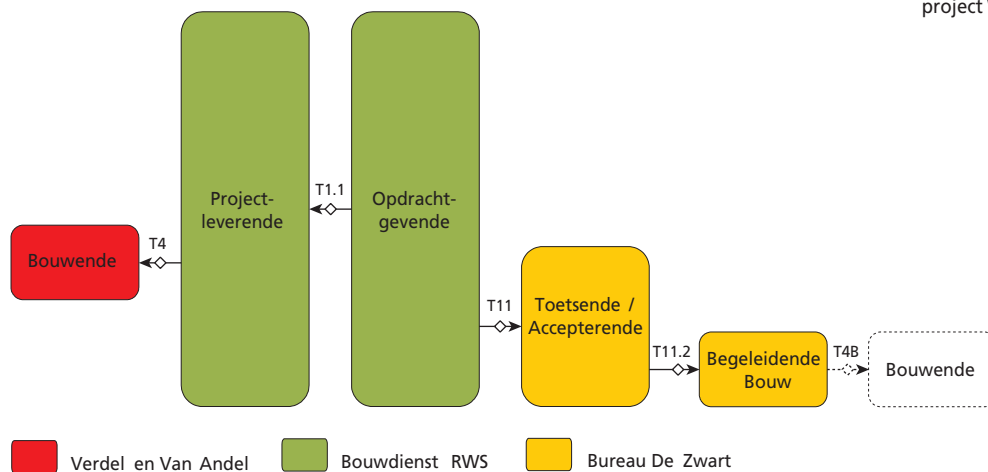 project
Project-
leverende
T1.1
Opdracht-
gevende
Bouwende
T4
T11
Toetsende /
Accepterende
T11.2
Begeleidende
Bouw
T4B
Bouwende
Verdel en Van Andel
Bouwdienst RWS
Bureau De Zwart